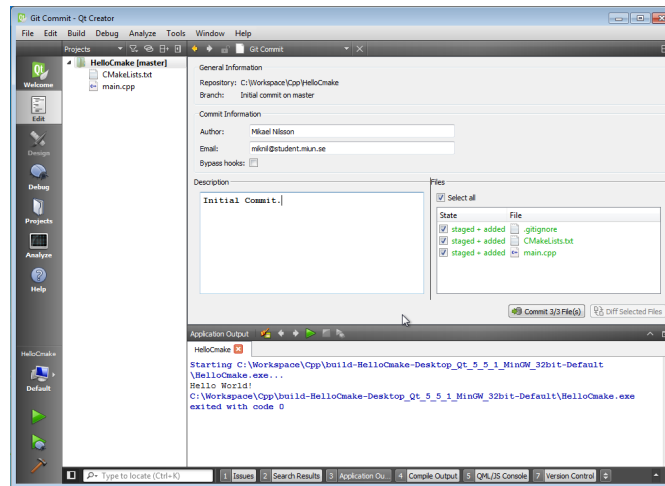 Git Commit - Qt Creator
File Edit Build Debug Analyze Tools Window Help
Projects
Git Commit
Welcome
Edit
Design
Debug
Projects
Analyze
Help
HelloCmake
Default
HelloCmake [master]
CMakeLists.txt
main.cpp
General Information
Repository: C:\Workspace\Cpp\HelloCmake
Branch: Initial commit on master
Commit Information
Author: Mikael Nilsson
Email: miknil@student.miun.se
Bypass hooks:
Description
Initial Commit.
Files
Select all
State File
staged + added .gitignore
staged + added CMakeLists.txt
staged + added main.cpp
Commit 3/3 File(s) Diff Selected Files
Application Output
HelloCmake
Starting C:\Workspace\Cpp\build-HelloCmake-Desktop_Qt_5_5_1_MinGW_32bit-Default
\HelloCmake.exe...
Hello World!
C:\Workspace\Cpp\build-HelloCmake-Desktop_Qt_5_5_1_MinGW_32bit-Default\HelloCmake.exe
exited with code 0
Type to locate (Ctrl+K) 1 Issues 2 Search Results 3 Application Ou... 4 Compile Output 5 QML/JS Console 7 Version Control